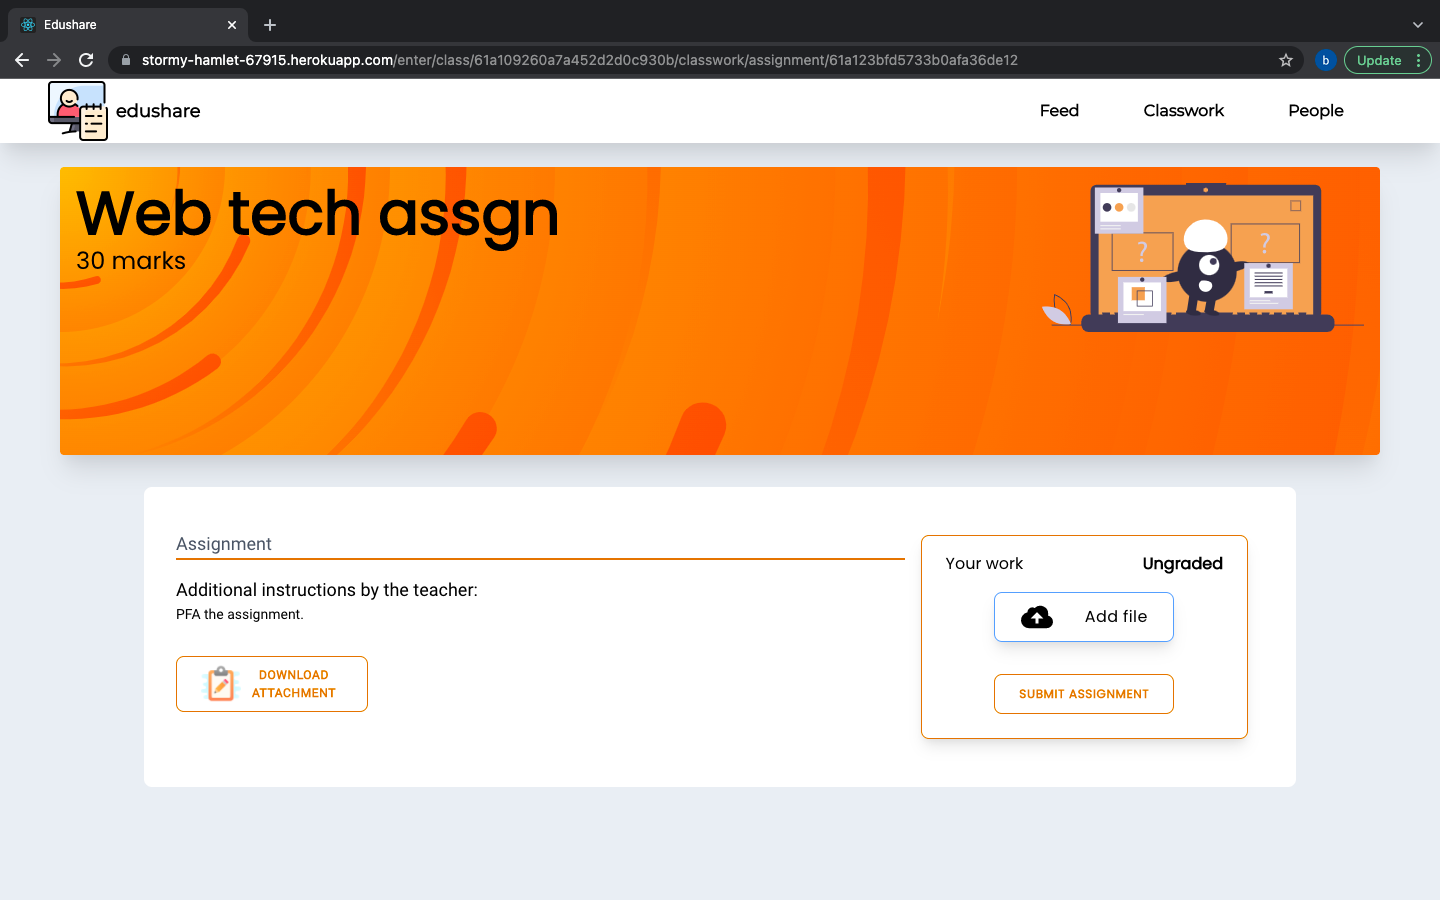 Edushare
stormy-hamlet-67915.herokuapp.com/enter/class/61a109260a7a452d2d0c930b/classwork/assignment/61a123bfd5733b0afa36de12
b
Update
edushare
Feed
Classwork
People
Web tech assgn
30 marks
?
?
Assignment
Additional instructions by the teacher:
PFA the assignment.
DOWNLOAD
ATTACHMENT
Your work
Ungraded
Add file
SUBMIT ASSIGNMENT